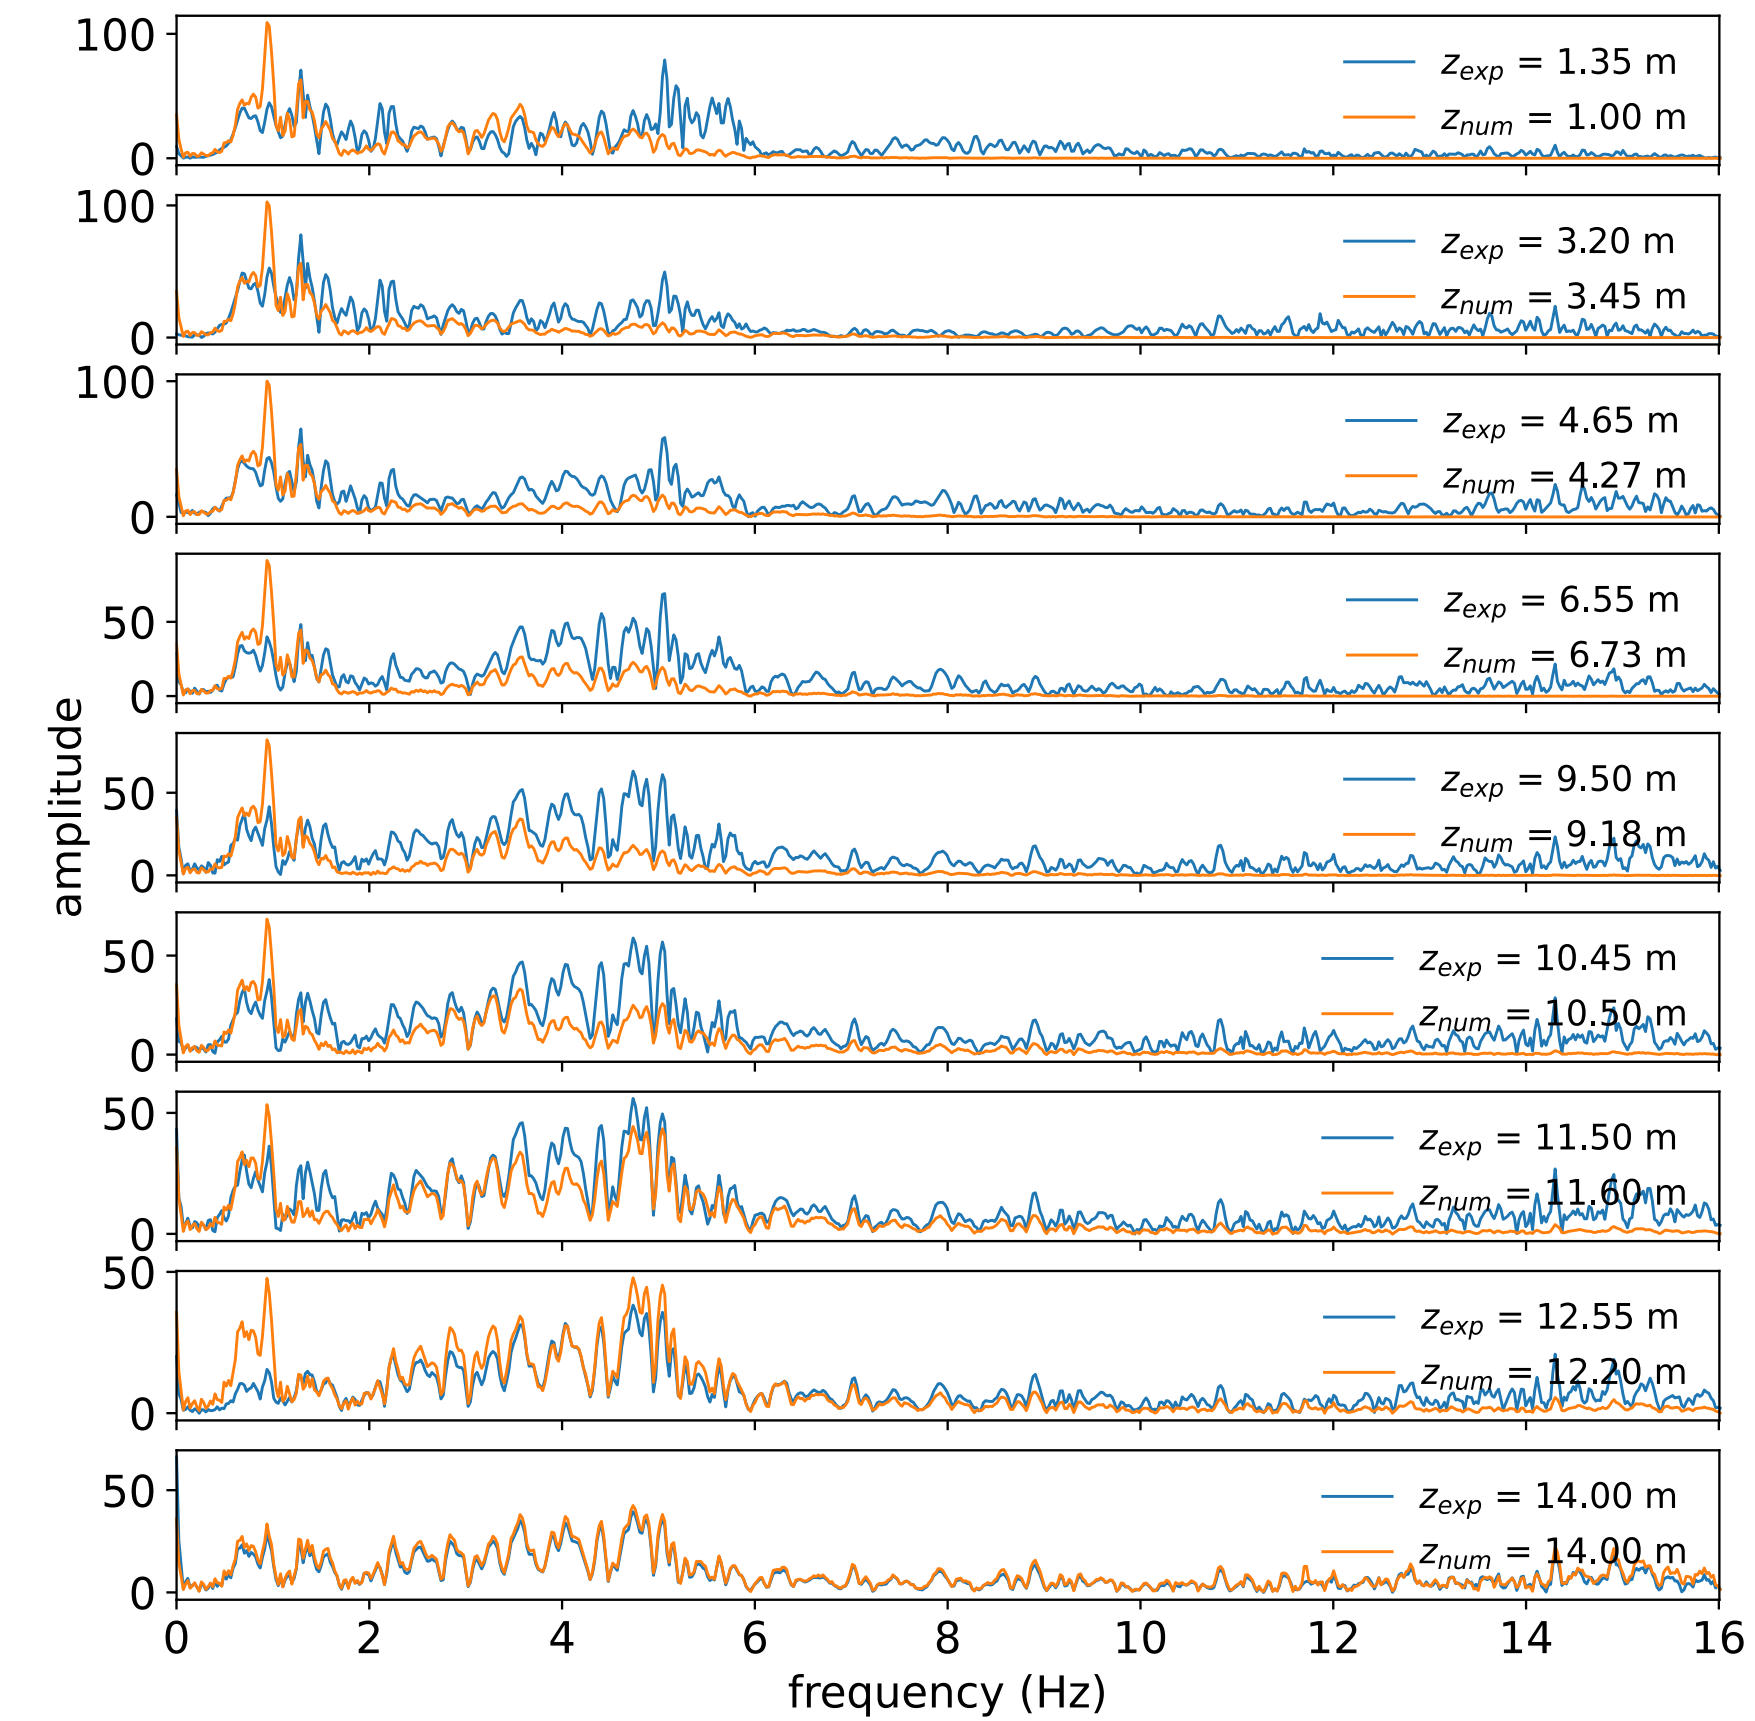 100
0
z_exp = 1.35 m
z_num = 1.00 m
100
0
z_exp = 3.20 m
z_num = 3.45 m
100
0
z_exp = 4.65 m
z_num = 4.27 m
50
0
z_exp = 6.55 m
z_num = 6.73 m
amplitude
50
0
z_exp = 9.50 m
z_num = 9.18 m
50
0
z_exp = 10.45 m
z_num = 10.50 m
50
0
z_exp = 11.50 m
z_num = 11.60 m
50
0
z_exp = 12.55 m
z_num = 12.20 m
50
0
z_exp = 14.00 m
z_num = 14.00 m
0 2 4 6 8 10 12 14 16
frequency (Hz)